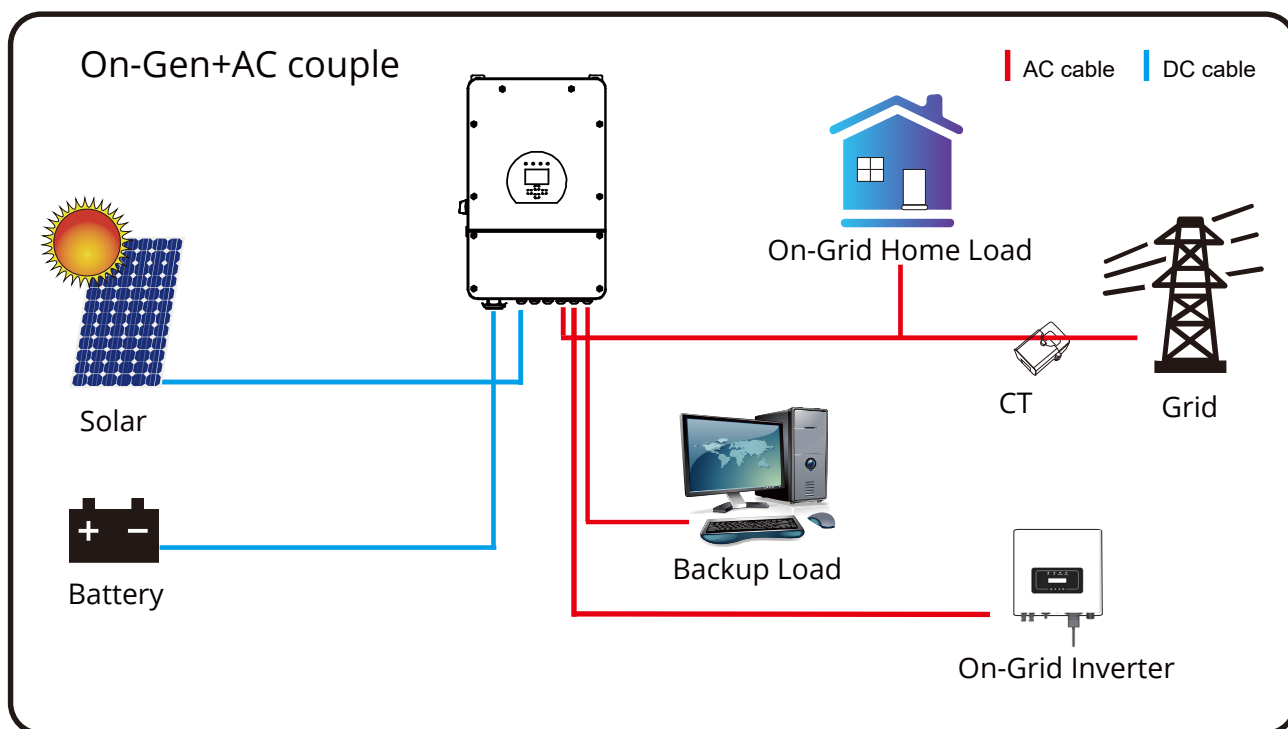 On-Gen+AC couple
AC cable
DC cable
On-Grid Home Load
CT
Grid
Solar
Backup Load
Battery
On-Grid Inverter